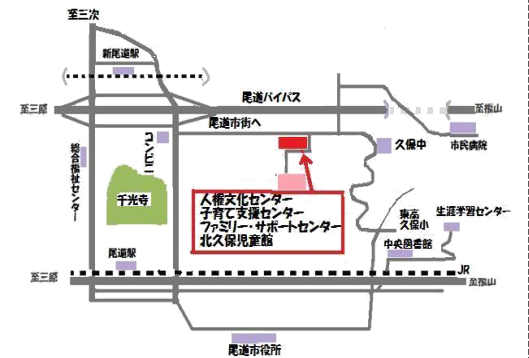 至三次
新尾道駅
尾道バイパス
至三原
至福山
尾道市街へ
コンビニ
久保中
市民病院
総合福祉センター
千光寺
人権文化センター
子育て支援センター
ファミリー・サポートセンター
北久保児童館
東高
久保小
生涯学習センター
中央図書館
尾道駅
JR
至三原
至福山
尾道市役所